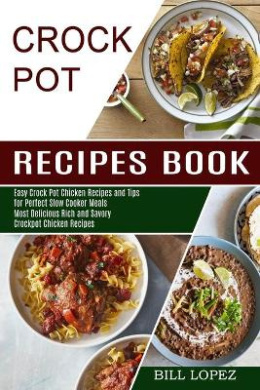 CROCK
POT
RECIPES BOOK
Easy Crock Pot Chicken Recipes and Tips
for Perfect Slow Cooker Meals
Most Delicious Rich and Savory
Crockpot Chicken Recipes
BILL LOPEZ